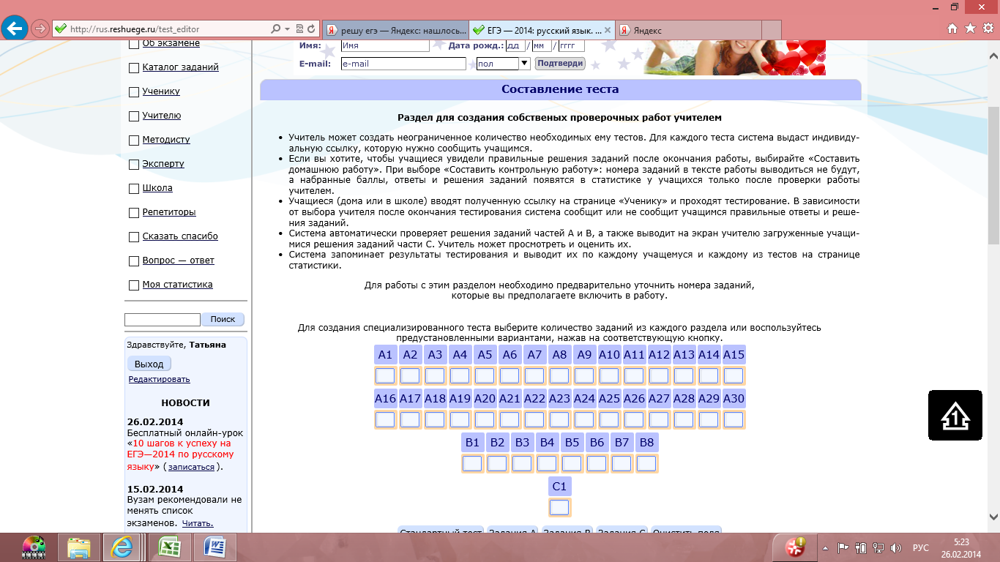 http://rus.reshuege.ru/test_editor
решу егэ — Яндекс: нашлось...
ЕГЭ — 2014: русский язык. ...
Яндекс
Имя: Имя Дата рожд.: дд / мм / гггг
E-mail: e-mail пол Подтверди
Об экзамене
Каталог заданий
Ученику
Учителю
Методисту
Эксперту
Школа
Репетиторы
Сказать спасибо
Вопрос — ответ
Моя статистика
Поиск
Здравствуйте, Татьяна
Выход
Редактировать
НОВОСТИ
26.02.2014
Бесплатный онлайн-урок
«10 шагов к успеху на
ЕГЭ—2014 по русскому
языку» (записаться).
15.02.2014
Вузам рекомендовали не
менять список
экзаменов. Читать.
Составление теста
Раздел для создания собственых проверочных работ учителем
• Учитель может создать неограниченное количество необходимых ему тестов. Для каждого теста система выдаст индивиду-
альную ссылку, которую нужно сообщить учащимся.
• Если вы хотите, чтобы учащиеся увидели правильные решения заданий после окончания работы, выбирайте «Составить
домашнюю работу». При выборе «Составить контрольную работу»: номера заданий в тексте работы выводиться не будут,
а набранные баллы, ответы и решения заданий появятся в статистике у учащихся только после проверки работы
учителем.
• Учащиеся (дома или в школе) вводят полученную ссылку на странице «Ученику» и проходят тестирование. В зависимости
от выбора учителя после окончания тестирования система сообщит или не сообщит учащимся правильные ответы и реше-
ния заданий.
• Система автоматически проверяет решения заданий частей А и В, а также выводит на экран учителю загруженные учащи-
мися решения заданий части С. Учитель может просмотреть и оценить их.
• Система запоминает результаты тестирования и выводит их по каждому учащемуся и каждому из тестов на странице
статистики.
Для работы с этим разделом необходимо предварительно уточнить номера заданий,
которые вы предполагаете включить в работу.
Для создания специализированного теста выберите количество заданий из каждого раздела или воспользуйтесь
предустановленными вариантами, нажав на соответствующую кнопку.
A1 A2 A3 A4 A5 A6 A7 A8 A9 A10 A11 A12 A13 A14 A15
A16 A17 A18 A19 A20 A21 A22 A23 A24 A25 A26 A27 A28 A29 A30
B1 B2 B3 B4 B5 B6 B7 B8
C1
Стандартный тест Задания А Задания В Задания С Очистить поля
1
РУС
5:23
26.02.2014